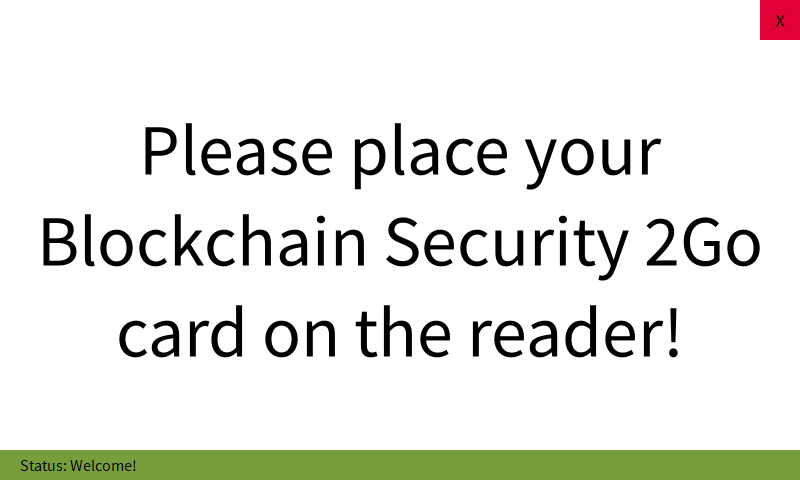 X
Please place your
Blockchain Security 2Go
card on the reader!
Status: Welcome!